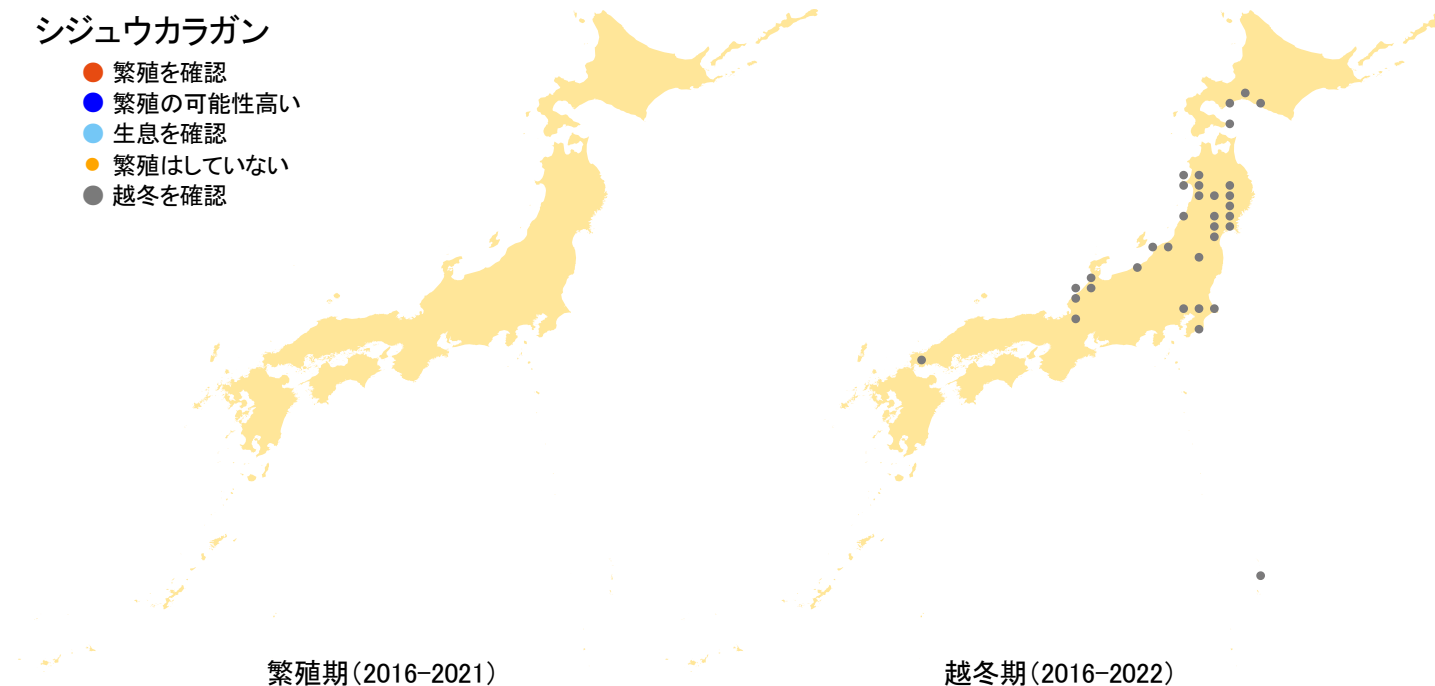 シジュウカラガン
繁殖を確認
繁殖の可能性高い
生息を確認
繁殖はしていない
越冬を確認
繁殖期（2016-2021）
越冬期（2016-2022）